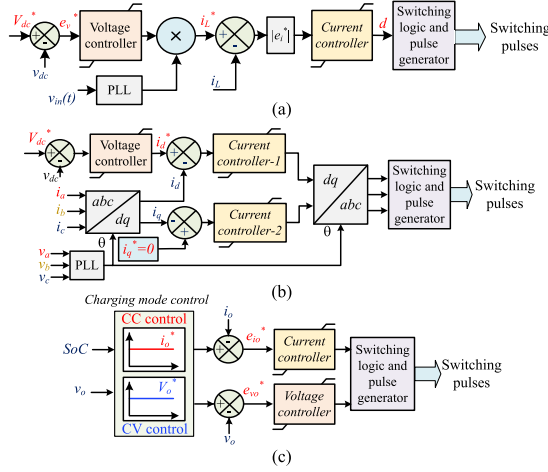 V_dc*
e_v*
Voltage controller
i_L*
|e_i*|
Current controller
d
Switching logic and pulse generator
Switching pulses
+
-
×
+
-
v_dc
v_in(t)
PLL
i_L
(a)
V_dc*
+
-
Voltage controller
i_d*
+
-
Current controller-1
v_dc
i_d
i_a
i_b
i_c
abc
dq
i_q
-
+
Current controller-2
dq
abc
Switching logic and pulse generator
Switching pulses
θ
i_q*=0
θ
v_a
v_b
v_c
PLL
(b)
Charging mode control
CC control
i_o*
SoC
i_o
+
-
e_io*
Current controller
Switching logic and pulse generator
Switching pulses
v_o
V_o*
CV control
+
-
e_vo*
Voltage controller
v_o
(c)